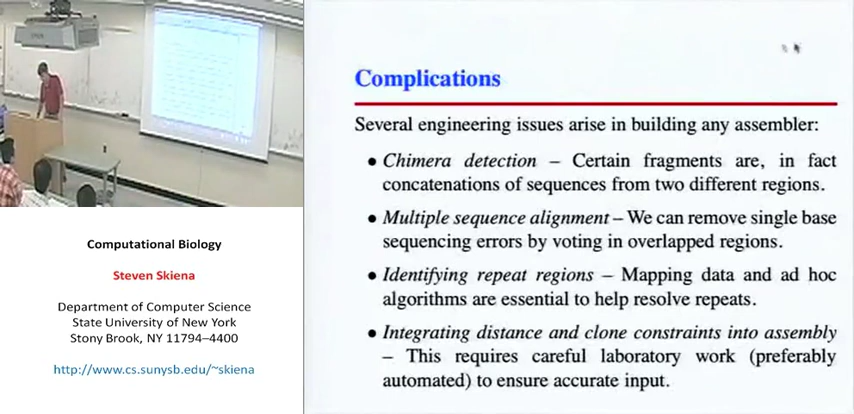 Computational Biology
Steven Skiena
Department of Computer Science
State University of New York
Stony Brook, NY 11794–4400
http://www.cs.sunysb.edu/~skiena
Complications
Several engineering issues arise in building any assembler:
• Chimera detection – Certain fragments are, in fact
concatenations of sequences from two different regions.
• Multiple sequence alignment – We can remove single base
sequencing errors by voting in overlapped regions.
• Identifying repeat regions – Mapping data and ad hoc
algorithms are essential to help resolve repeats.
• Integrating distance and clone constraints into assembly
– This requires careful laboratory work (preferably
automated) to ensure accurate input.